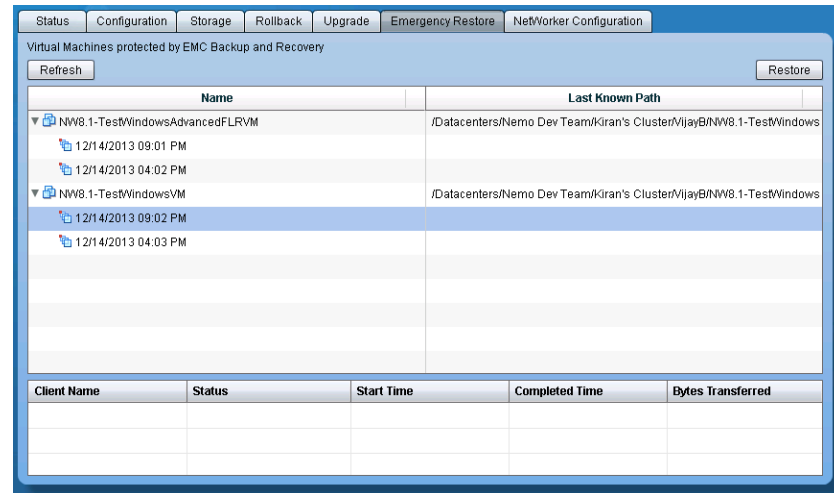 Status Configuration Storage Rollback Upgrade Emergency Restore NetWorker Configuration
Virtual Machines protected by EMC Backup and Recovery
Refresh Restore
Name Last Known Path
NW8.1-TestWindowsAdvancedFLRVM /Datacenters/Nemo Dev Team/Kiran's Cluster/VijayB/NW8.1-TestWindows
12/14/2013 09:01 PM
12/14/2013 04:02 PM
NW8.1-TestWindowsVM /Datacenters/Nemo Dev Team/Kiran's Cluster/VijayB/NW8.1-TestWindows
12/14/2013 09:02 PM
12/14/2013 04:03 PM
Client Name Status Start Time Completed Time Bytes Transferred